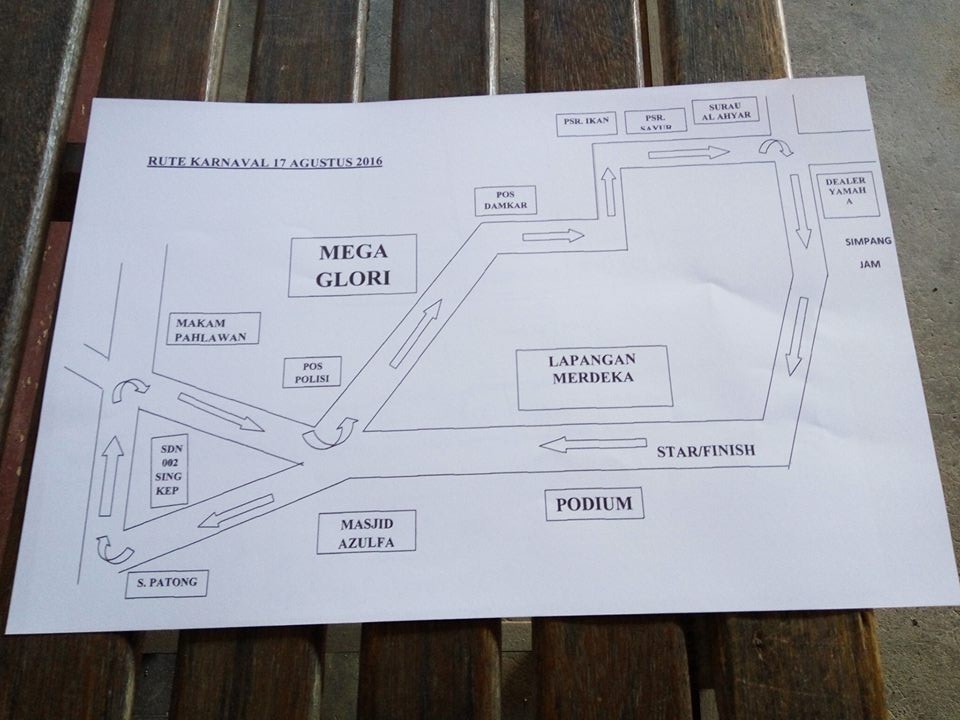 RUTE KARNAVAL 17 AGUSTUS 2016
PSR. IKAN
PSR.
SAYUR
SURAU
AL AHYAR
DEALER
YAMAH
A
SIMPANG
JAM
POS
DAMKAR
MEGA
GLORI
MAKAM
PAHLAWAN
POS
POLISI
LAPANGAN
MERDEKA
STAR/FINISH
SDN
002
SING
KEP
PODIUM
MASJID
AZULFA
S. PATONG